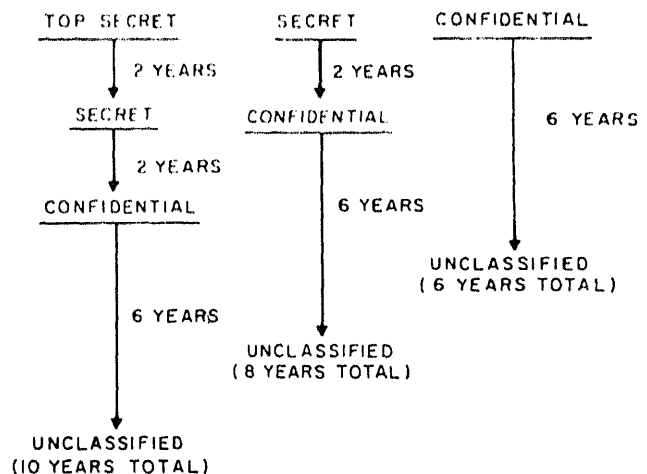 TOP SECRET
2 YEARS
SECRET
2 YEARS
CONFIDENTIAL
6 YEARS
UNCLASSIFIED
(10 YEARS TOTAL)
SECRET
2 YEARS
CONFIDENTIAL
6 YEARS
UNCLASSIFIED
(8 YEARS TOTAL)
CONFIDENTIAL
6 YEARS
UNCLASSIFIED
(6 YEARS TOTAL)